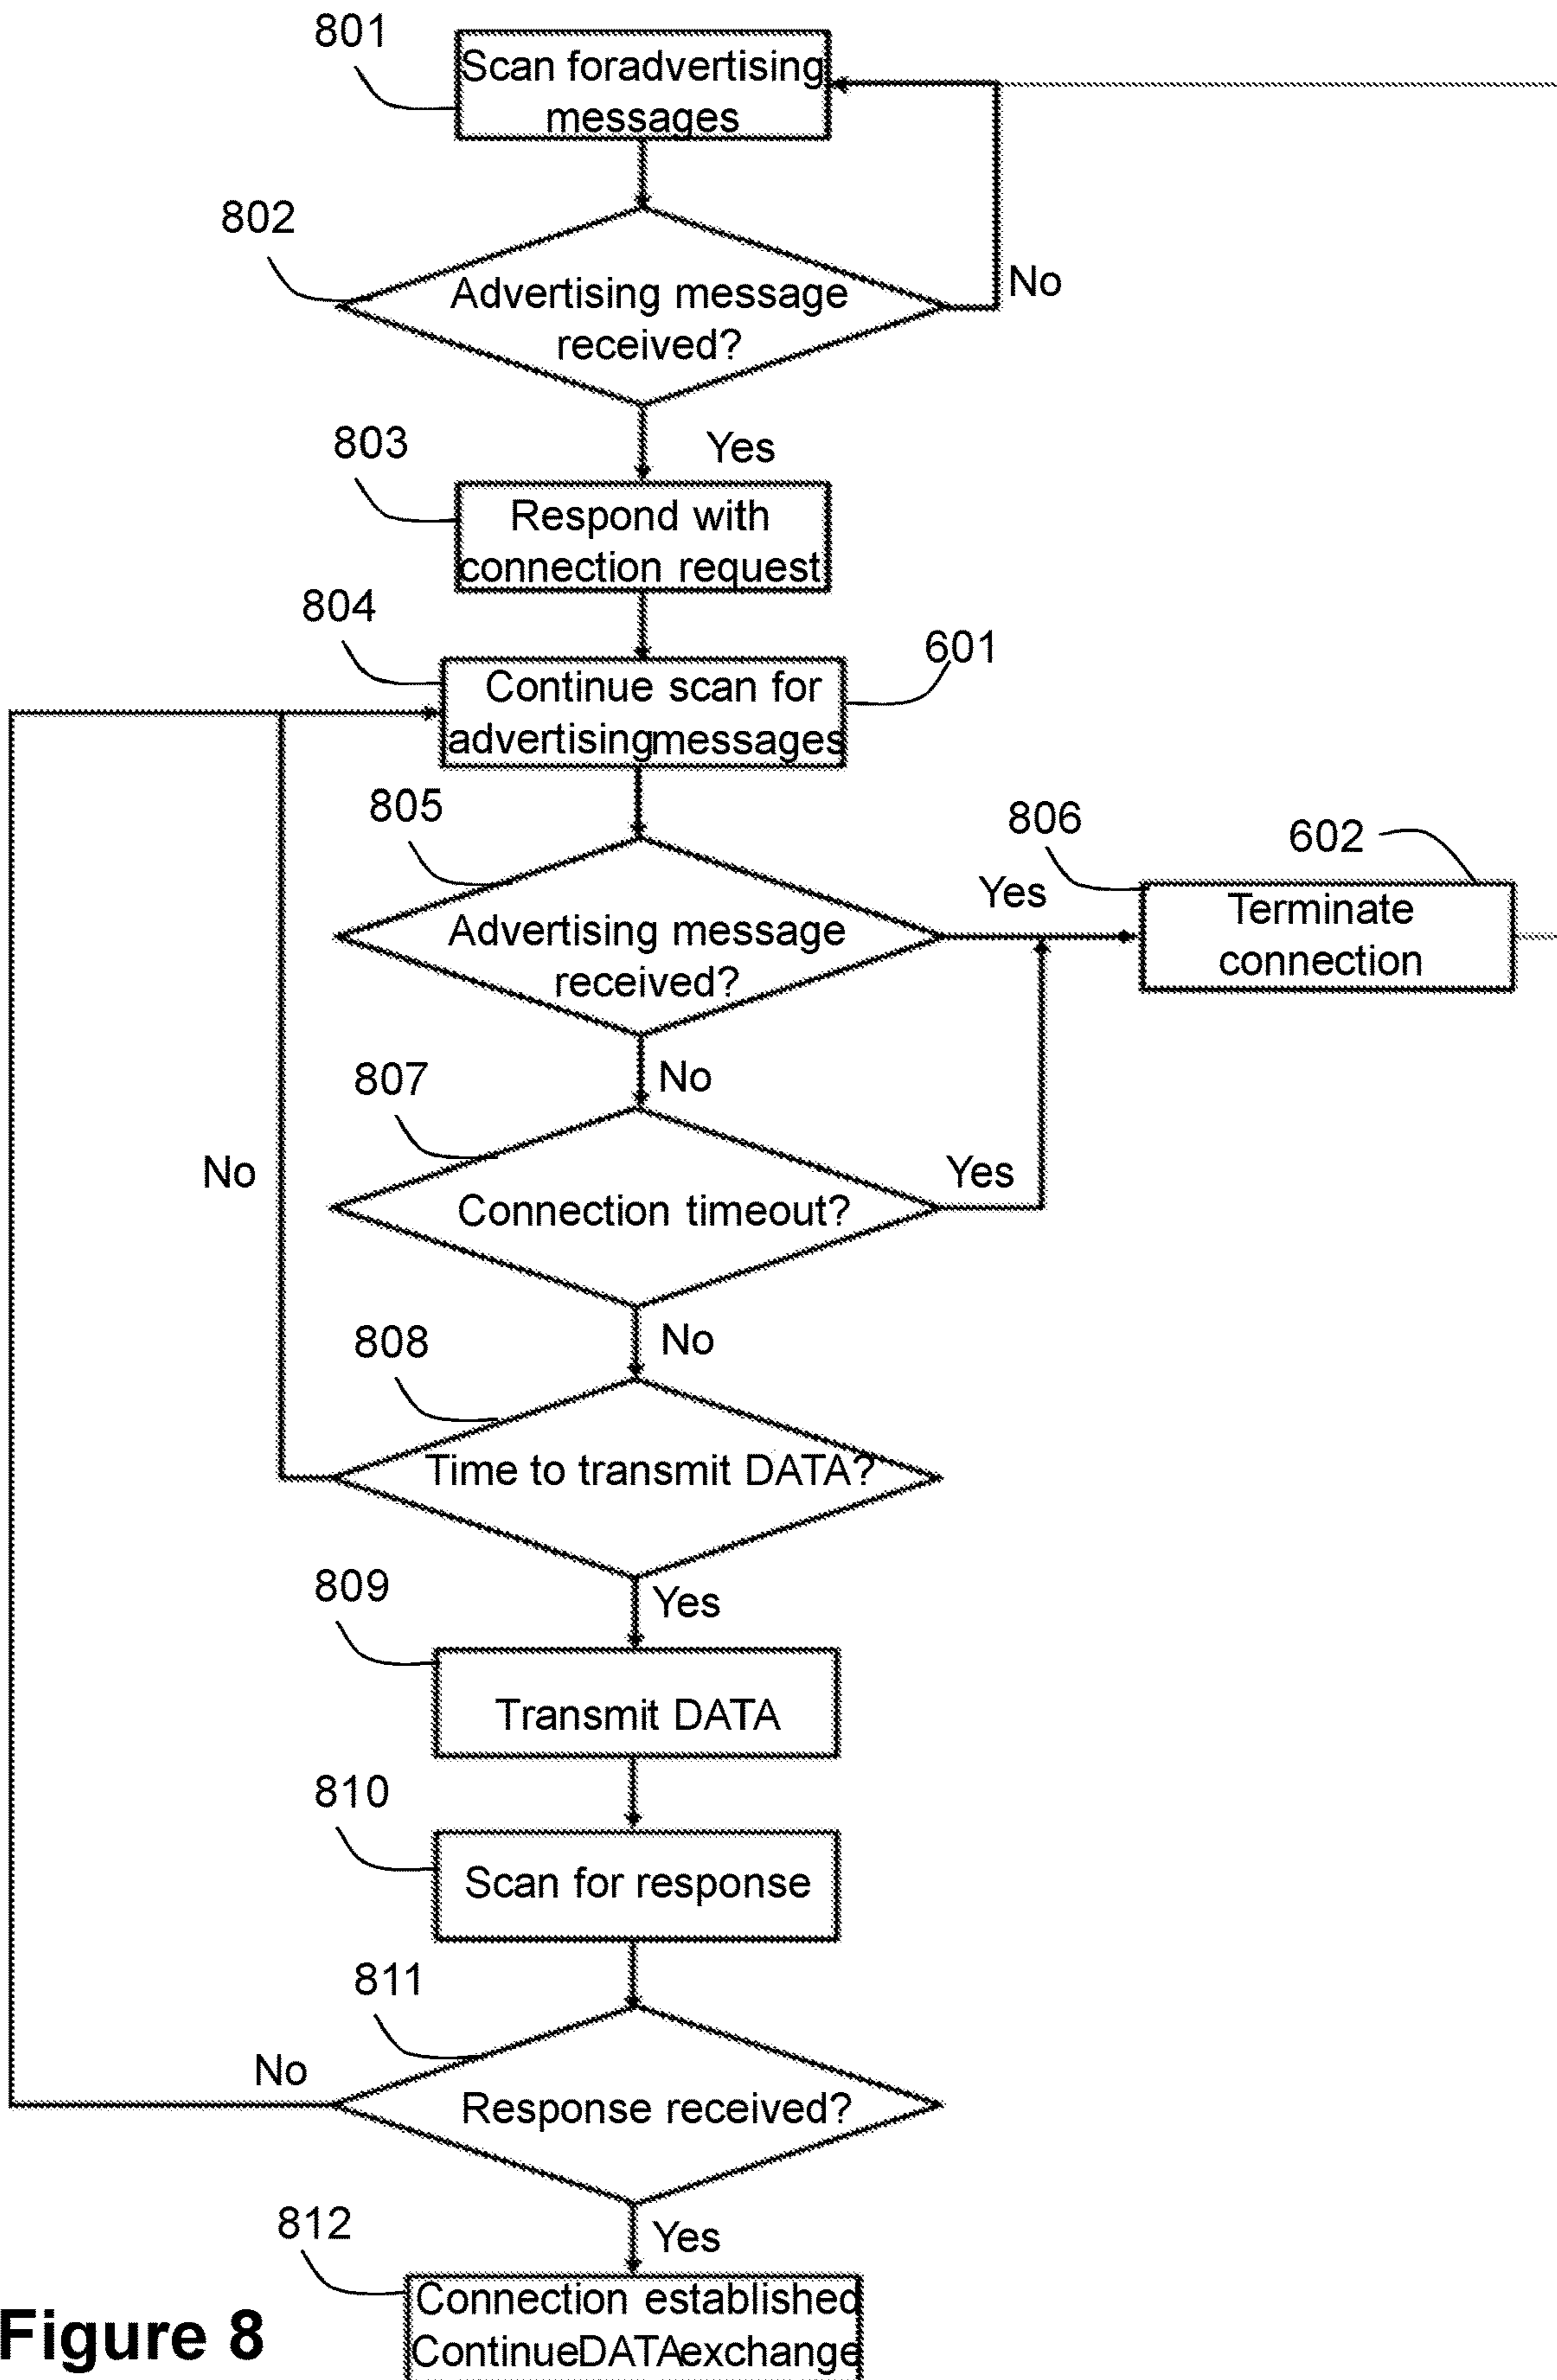 801
Scan foradvertising
messages
802
Advertising message
received?
No
Yes
803
Respond with
connection request
804
601
Continue scan for
advertisingmessages
805
Advertising message
received?
Yes
806
602
Terminate
connection
No
807
Connection timeout?
Yes
No
No
808
Time to transmit DATA?
Yes
809
Transmit DATA
810
Scan for response
811
Response received?
No
Yes
812
Connection established
ContinueDATAexchange
Figure 8